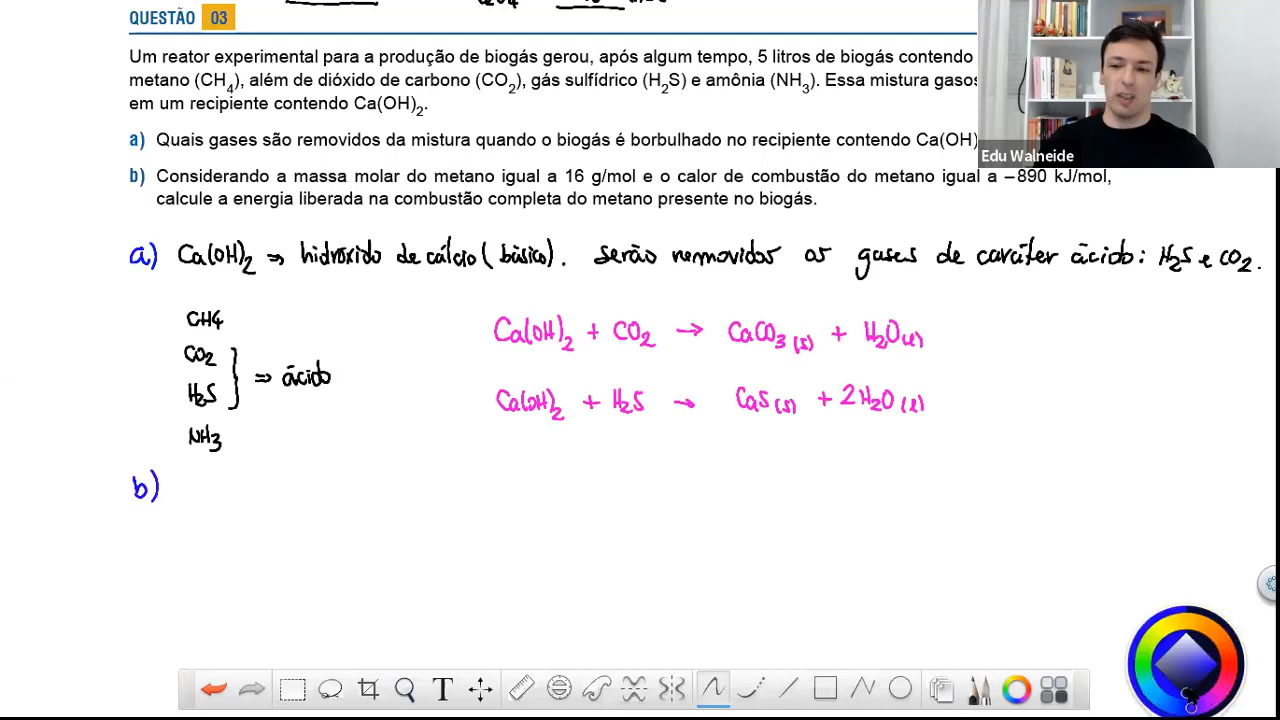 QUESTÃO 03
Um reator experimental para a produção de biogás gerou, após algum tempo, 5 litros de biogás contendo
metano (CH4), além de dióxido de carbono (CO2), gás sulfídrico (H2S) e amônia (NH3). Essa mistura gasos
em um recipiente contendo Ca(OH)2.
a) Quais gases são removidos da mistura quando o biogás é borbulhado no recipiente contendo Ca(OH)
Edu Walneide
b) Considerando a massa molar do metano igual a 16 g/mol e o calor de combustão do metano igual a –890 kJ/mol,
calcule a energia liberada na combustão completa do metano presente no biogás.
a) Ca(OH)2 ⇒ hidróxido de cálcio (básico). Serão removidos os gases de caráter ácido: H2S e CO2.
CH4
CO2
H2S
NH3
⇒ ácido
Ca(OH)2 + CO2 → CaCO3(s) + H2O(l)
Ca(OH)2 + H2S → CaS(s) + 2H2O(l)
b)
T